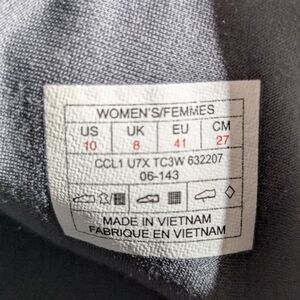 WOMEN'S/FEMMES
US UK EU CM
10 8 41 27
CCL1 U7X TC3W 632207
06-143
MADE IN VIETNAM
FABRIQUE EN VIETNAM